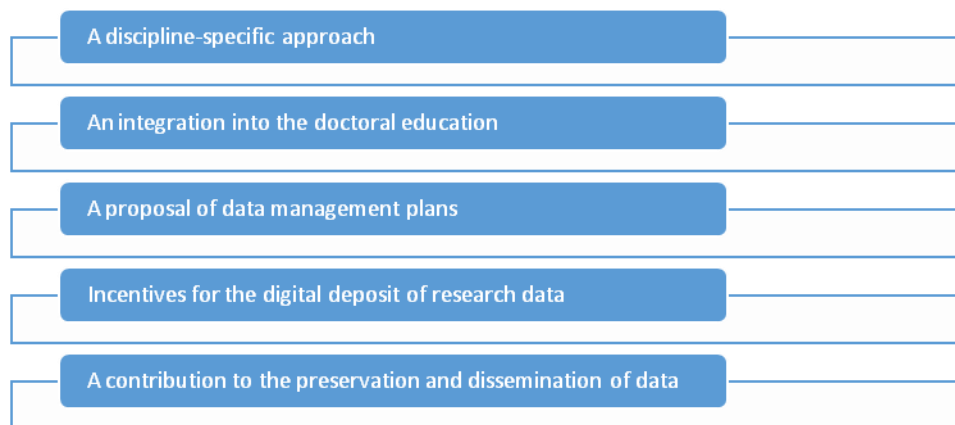 A discipline-specific approach
An integration into the doctoral education
A proposal of data management plans
Incentives for the digital deposit of research data
A contribution to the preservation and dissemination of data